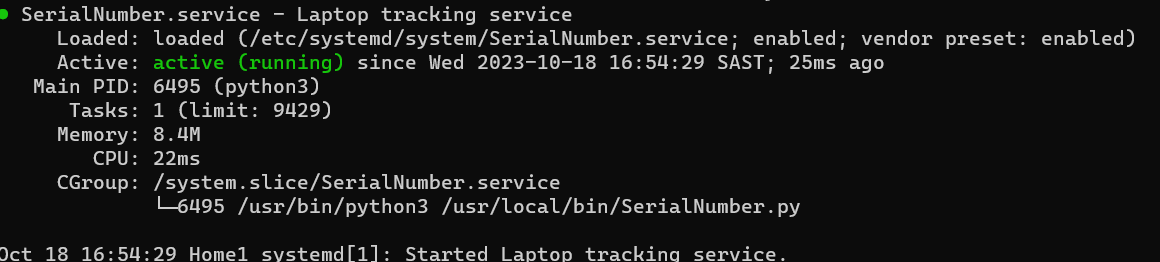 ● SerialNumber.service - Laptop tracking service
Loaded: loaded (/etc/systemd/system/SerialNumber.service; enabled; vendor preset: enabled)
Active: active (running) since Wed 2023-10-18 16:54:29 SAST; 25ms ago
Main PID: 6495 (python3)
Tasks: 1 (limit: 9429)
Memory: 8.4M
CPU: 22ms
CGroup: /system.slice/SerialNumber.service
└─6495 /usr/bin/python3 /usr/local/bin/SerialNumber.py
Oct 18 16:54:29 Home1 systemd[1]: Started Laptop tracking service.